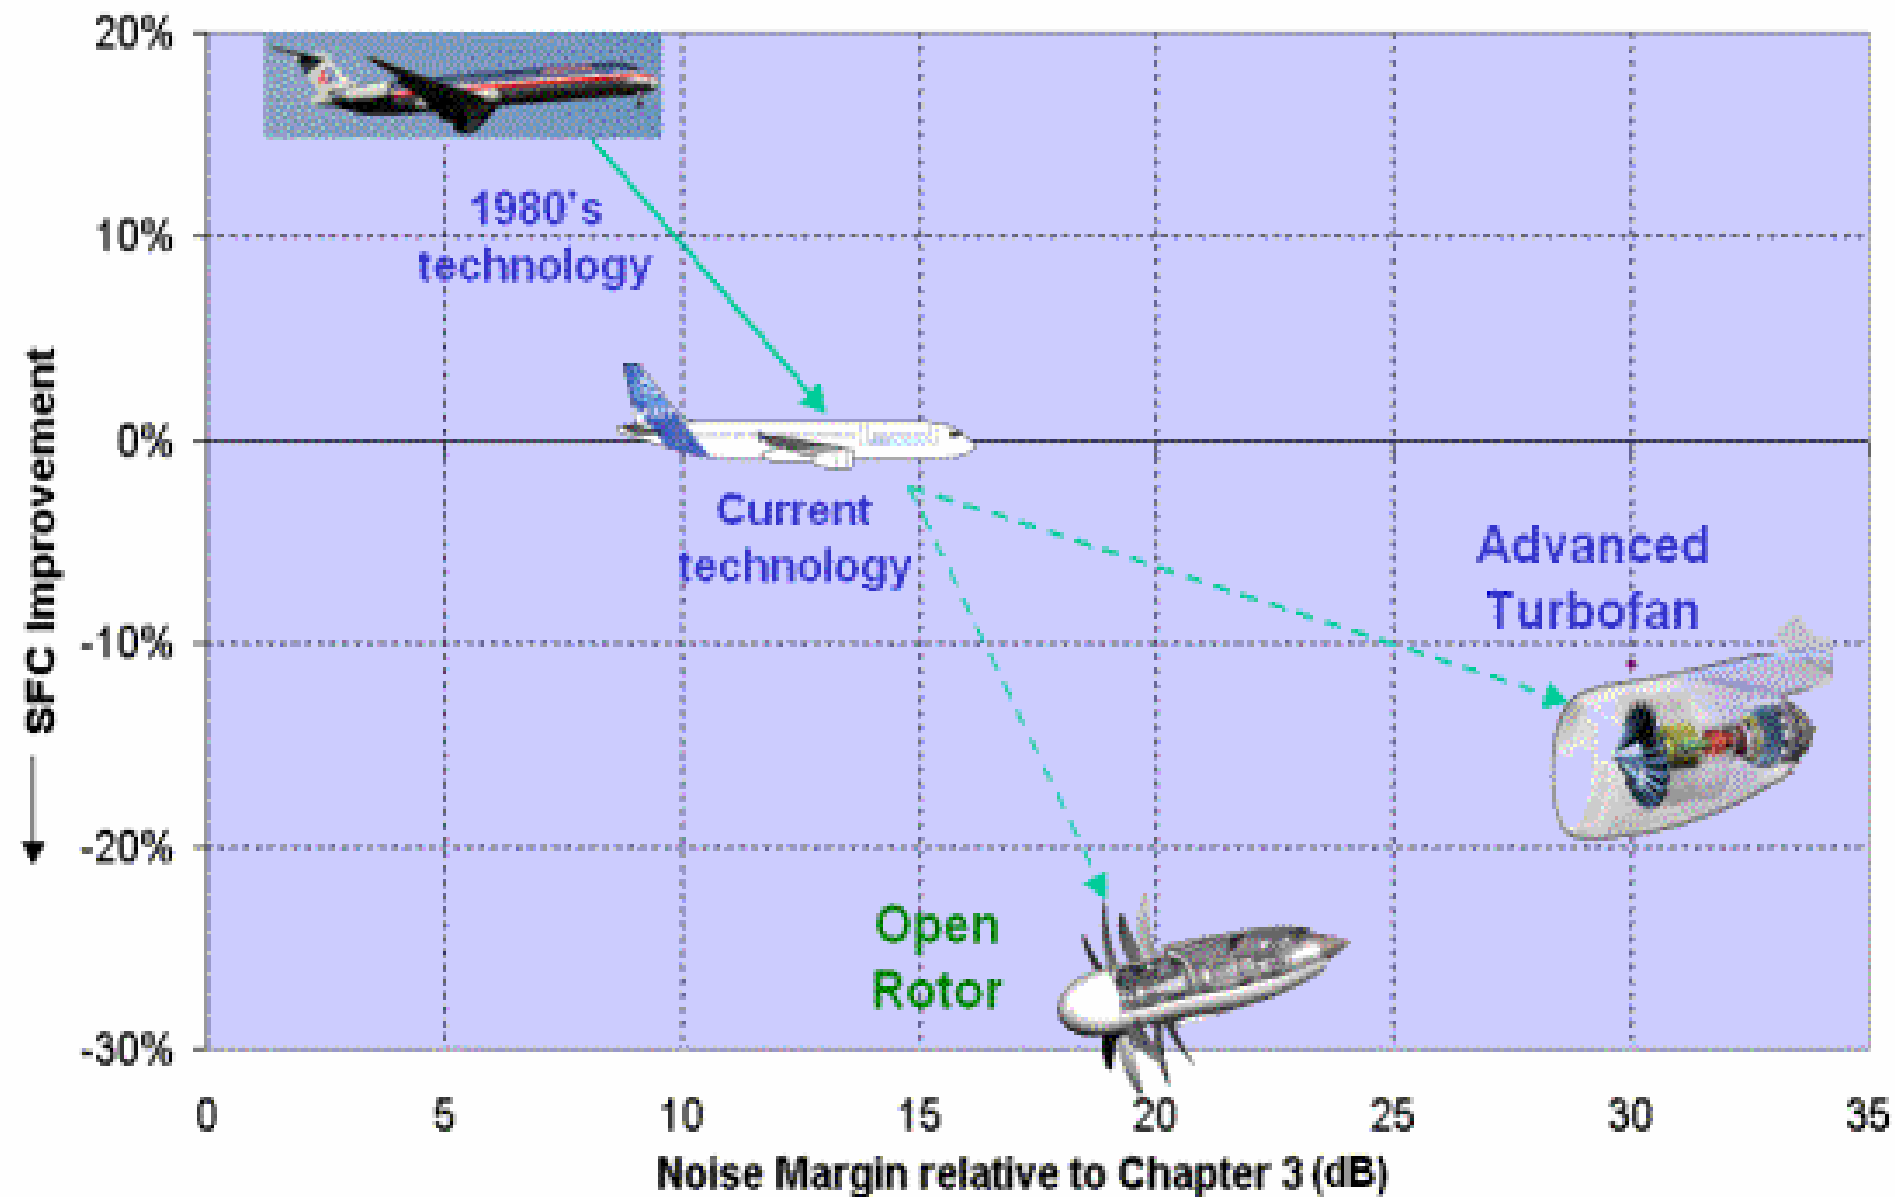 20%
10%
0%
-10%
-20%
-30%
SFC Improvement
1980's
technology
Current
technology
Advanced
Turbofan
Open
Rotor
0 5 10 15 20 25 30 35
Noise Margin relative to Chapter 3 (dB)